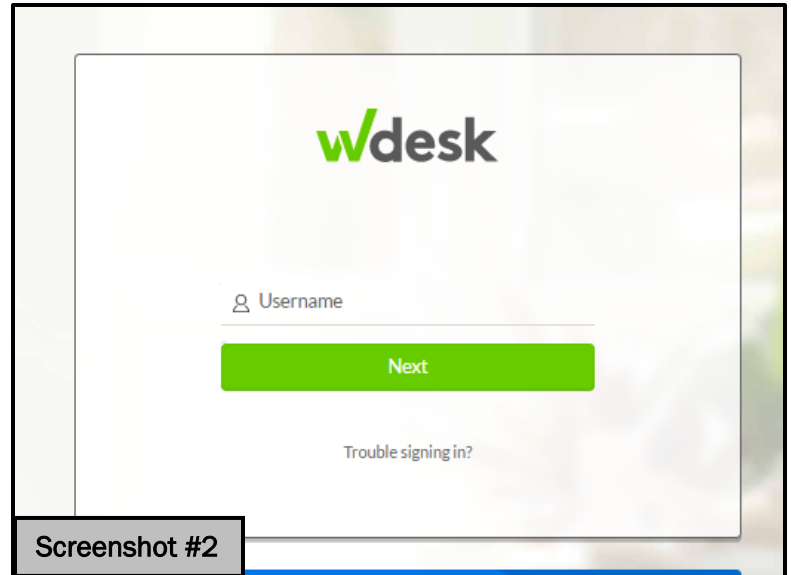 wdesk
Username
Next
Trouble signing in?
Screenshot #2